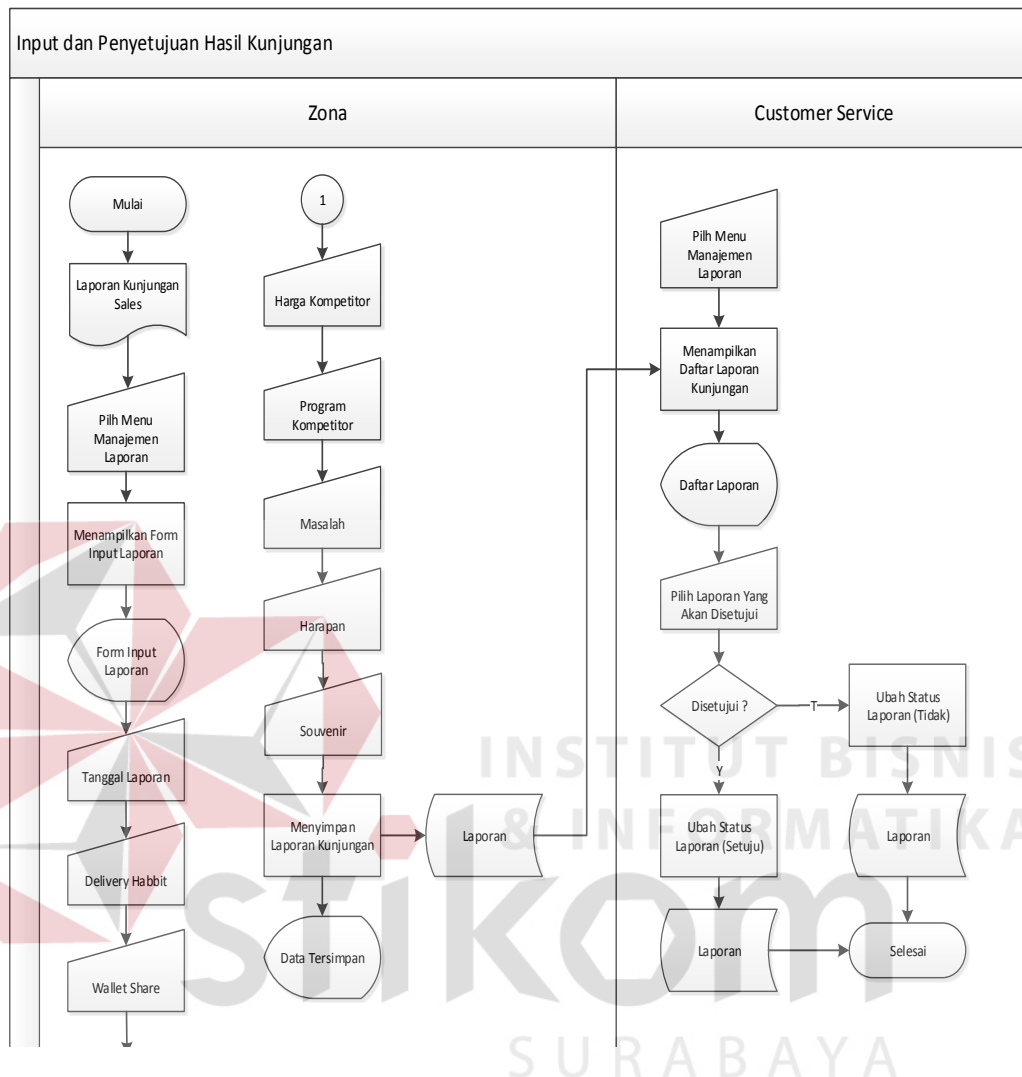 Input dan Penyetujuan Hasil Kunjungan
Zona
Customer Service
Mulai
Laporan Kunjungan
Sales
Pilh Menu
Manajemen
Laporan
Menampilkan Form
Input Laporan
Form Input
Laporan
Tanggal Laporan
Delivery Habbit
Wallet Share
1
Harga Kompetitor
Program
Kompetitor
Masalah
Harapan
Souvenir
Menyimpan
Laporan Kunjungan
Laporan
Data Tersimpan
Pilh Menu
Manajemen
Laporan
Menampilkan
Daftar Laporan
Kunjungan
Daftar Laporan
Pilih Laporan Yang
Akan Disetujui
Disetujui ?
T
Ubah Status
Laporan (Tidak)
Y
Ubah Status
Laporan (Setuju)
Laporan
Laporan
Selesai
INSTITUT BISNIS
& INFORMATIKA
stikom
SURABAYA